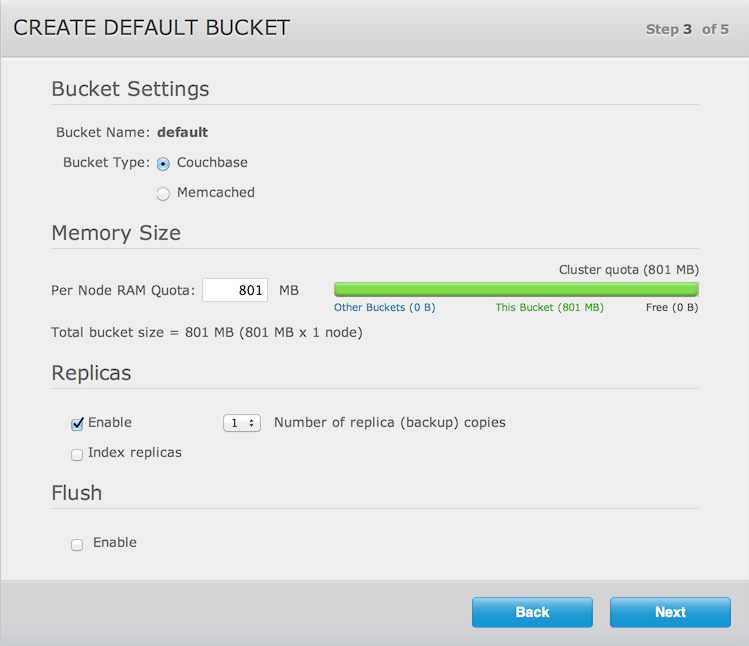 CREATE DEFAULT BUCKET
Step 3 of 5
Bucket Settings
Bucket Name: default
Bucket Type: Couchbase
Memcached
Memory Size
Cluster quota (801 MB)
Per Node RAM Quota: 801 MB
Other Buckets (0 B) This Bucket (801 MB) Free (0 B)
Total bucket size = 801 MB (801 MB x 1 node)
Replicas
Enable 1 Number of replica (backup) copies
Index replicas
Flush
Enable
Back Next